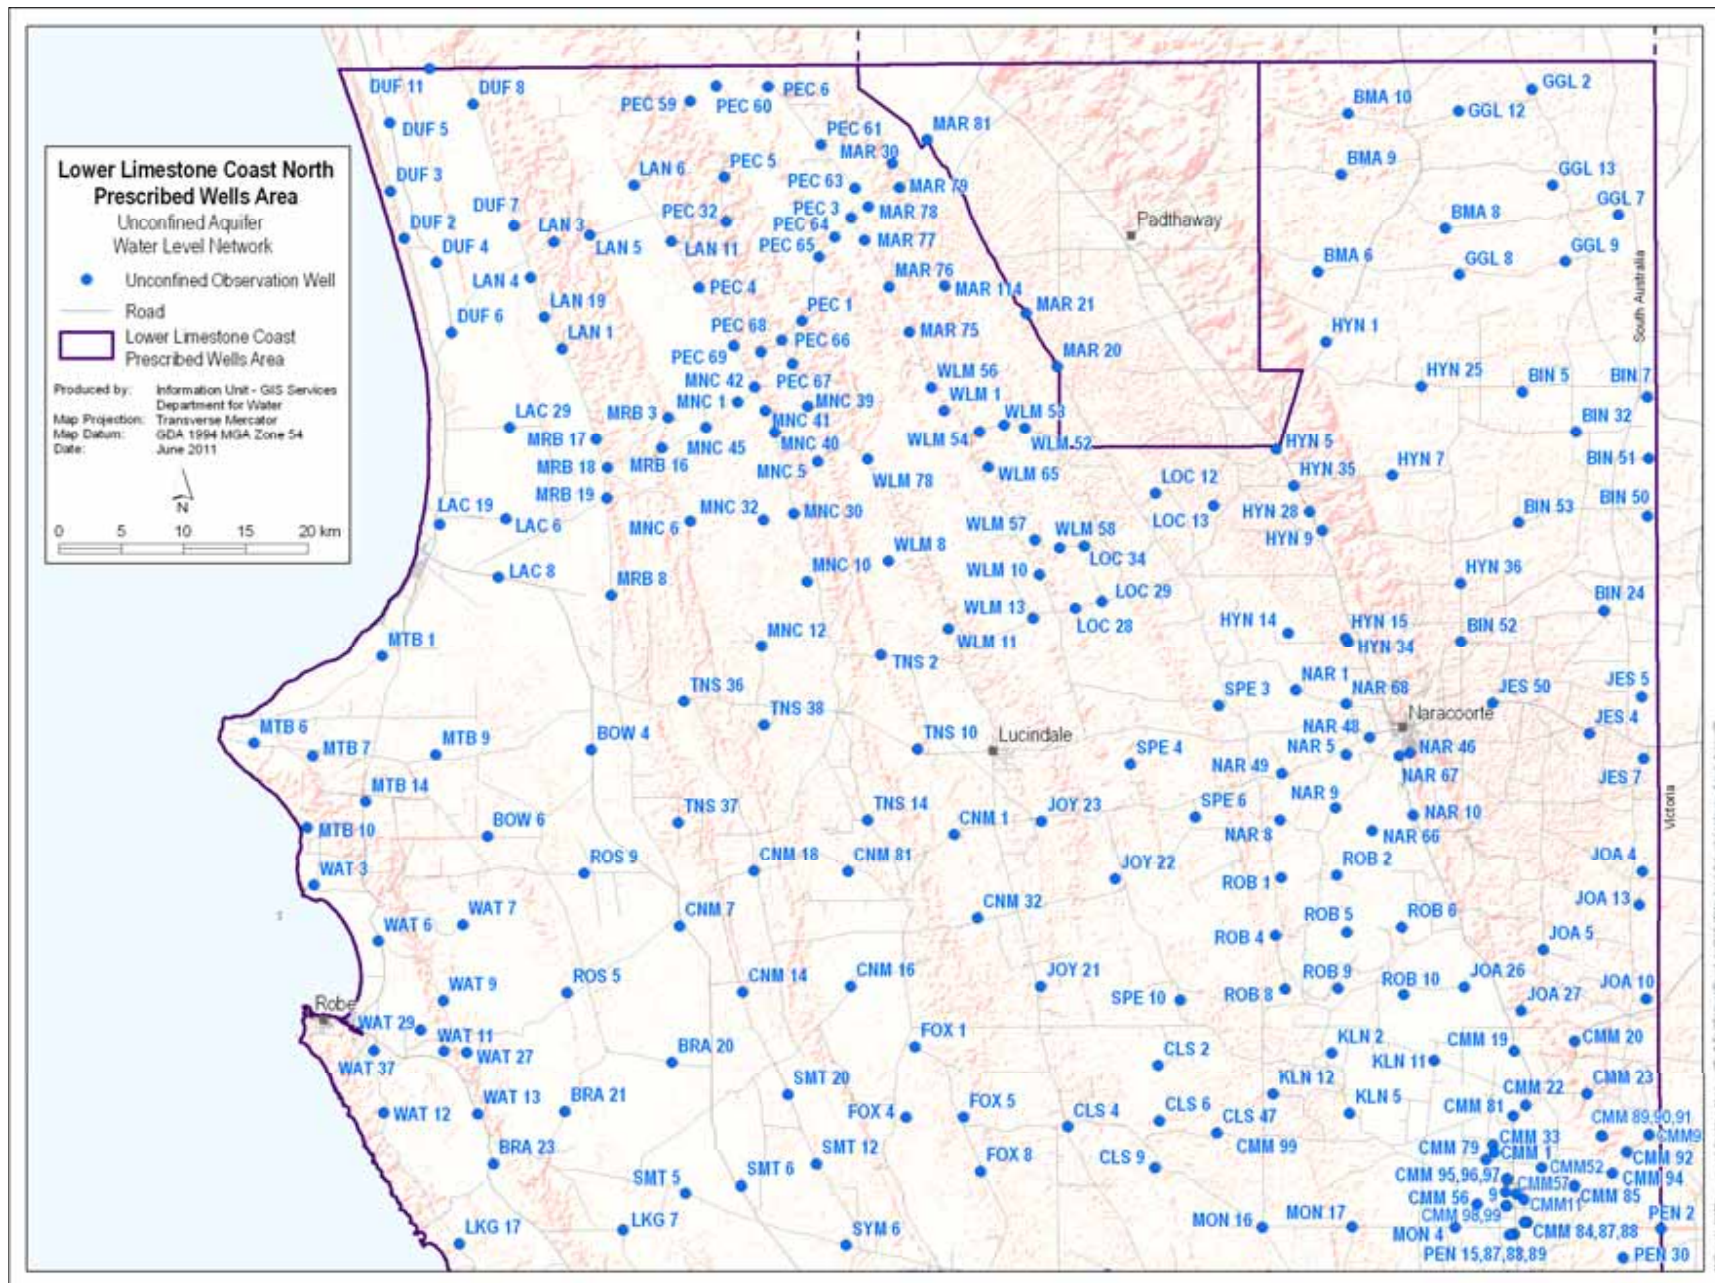 Lower Limestone Coast North
Prescribed Wells Area
Unconfined Aquifer
Water Level Network
Unconfined Observation Well
Road
Lower Limestone Coast
Prescribed Wells Area
Produced by: Information Unit - GIS Services
Department for Water
Map Projection: Transverse Mercator
Map Datum: GDA 1994 MGA Zone 54
Date: June 2011
N
0 5 10 15 20 km
DUF 11
DUF 8
PEC 59
PEC 60
PEC 6
BMA 10
GGL 12
GGL 2
DUF 5
PEC 61
MAR 81
MAR 30
BMA 9
GGL 13
DUF 3
LAN 6
PEC 5
PEC 63
MAR 79
GGL 7
DUF 2
DUF 7
LAN 3
PEC 32
PEC 3
MAR 78
Padthaway
BMA 8
DUF 4
LAN 5
LAN 11
PEC 64
PEC 65
MAR 77
BMA 6
GGL 8
GGL 9
South Australia
LAN 4
PEC 4
MAR 76
MAR 114
LAN 19
PEC 1
MAR 21
DUF 6
LAN 1
PEC 68
PEC 66
MAR 75
HYN 1
PEC 69
MAR 20
MNC 42
PEC 67
WLM 56
HYN 25
BIN 5
BIN 7
MRB 3
MNC 1
MNC 39
WLM 1
LAC 29
MNC 41
WLM 53
BIN 32
MRB 17
MNC 45
MNC 40
WLM 54
WLM 52
HYN 5
MRB 18
MRB 16
MNC 5
WLM 78
WLM 65
HYN 35
HYN 7
BIN 51
MRB 19
LOC 12
LAC 19
LAC 6
MNC 6
MNC 32
MNC 30
WLM 57
WLM 58
LOC 13
HYN 28
BIN 53
BIN 50
HYN 9
LAC 8
MRB 8
MNC 10
WLM 8
WLM 10
LOC 34
HYN 36
LOC 29
BIN 24
WLM 13
LOC 28
MTB 1
MNC 12
WLM 11
HYN 14
HYN 15
BIN 52
HYN 34
TNS 2
TNS 36
NAR 1
NAR 68
JES 50
JES 5
SPE 3
MTB 6
TNS 38
Naracoorte
JES 4
MTB 7
MTB 9
BOW 4
TNS 10
Lucindale
SPE 4
NAR 48
NAR 5
NAR 46
NAR 49
NAR 67
JES 7
MTB 14
TNS 37
TNS 14
CNM 1
JOY 23
SPE 6
NAR 9
NAR 10
Victoria
MTB 10
BOW 6
NAR 8
NAR 66
WAT 3
ROS 9
CNM 18
CNM 81
JOY 22
ROB 1
ROB 2
JOA 4
WAT 6
WAT 7
CNM 7
CNM 32
ROB 5
ROB 6
JOA 13
ROB 4
JOA 5
WAT 9
ROS 5
CNM 14
CNM 16
JOY 21
SPE 10
ROB 8
ROB 9
ROB 10
JOA 26
JOA 10
Robe
JOA 27
WAT 29
WAT 11
WAT 27
WAT 37
FOX 1
BRA 20
CLS 2
KLN 2
KLN 11
CMM 19
CMM 20
KLN 12
CMM 22
CMM 23
WAT 12
WAT 13
BRA 21
SMT 20
FOX 4
FOX 5
CLS 4
CLS 6
CLS 47
KLN 5
CMM 81
CMM 89,90,91
CMM 99
CMM 33
CMM9
BRA 23
SMT 12
FOX 8
CLS 9
CMM 79
CMM 1
CMM 92
SMT 5
SMT 6
CMM 95,96,97
CMM52
CMM 94
CMM57
CMM 56
9
CMM11
CMM 85
CMM 98,99
LKG 17
LKG 7
SYM 6
MON 16
MON 17
MON 4
CMM 84,87,88
PEN 2
PEN 15,87,88,89
PEN 30